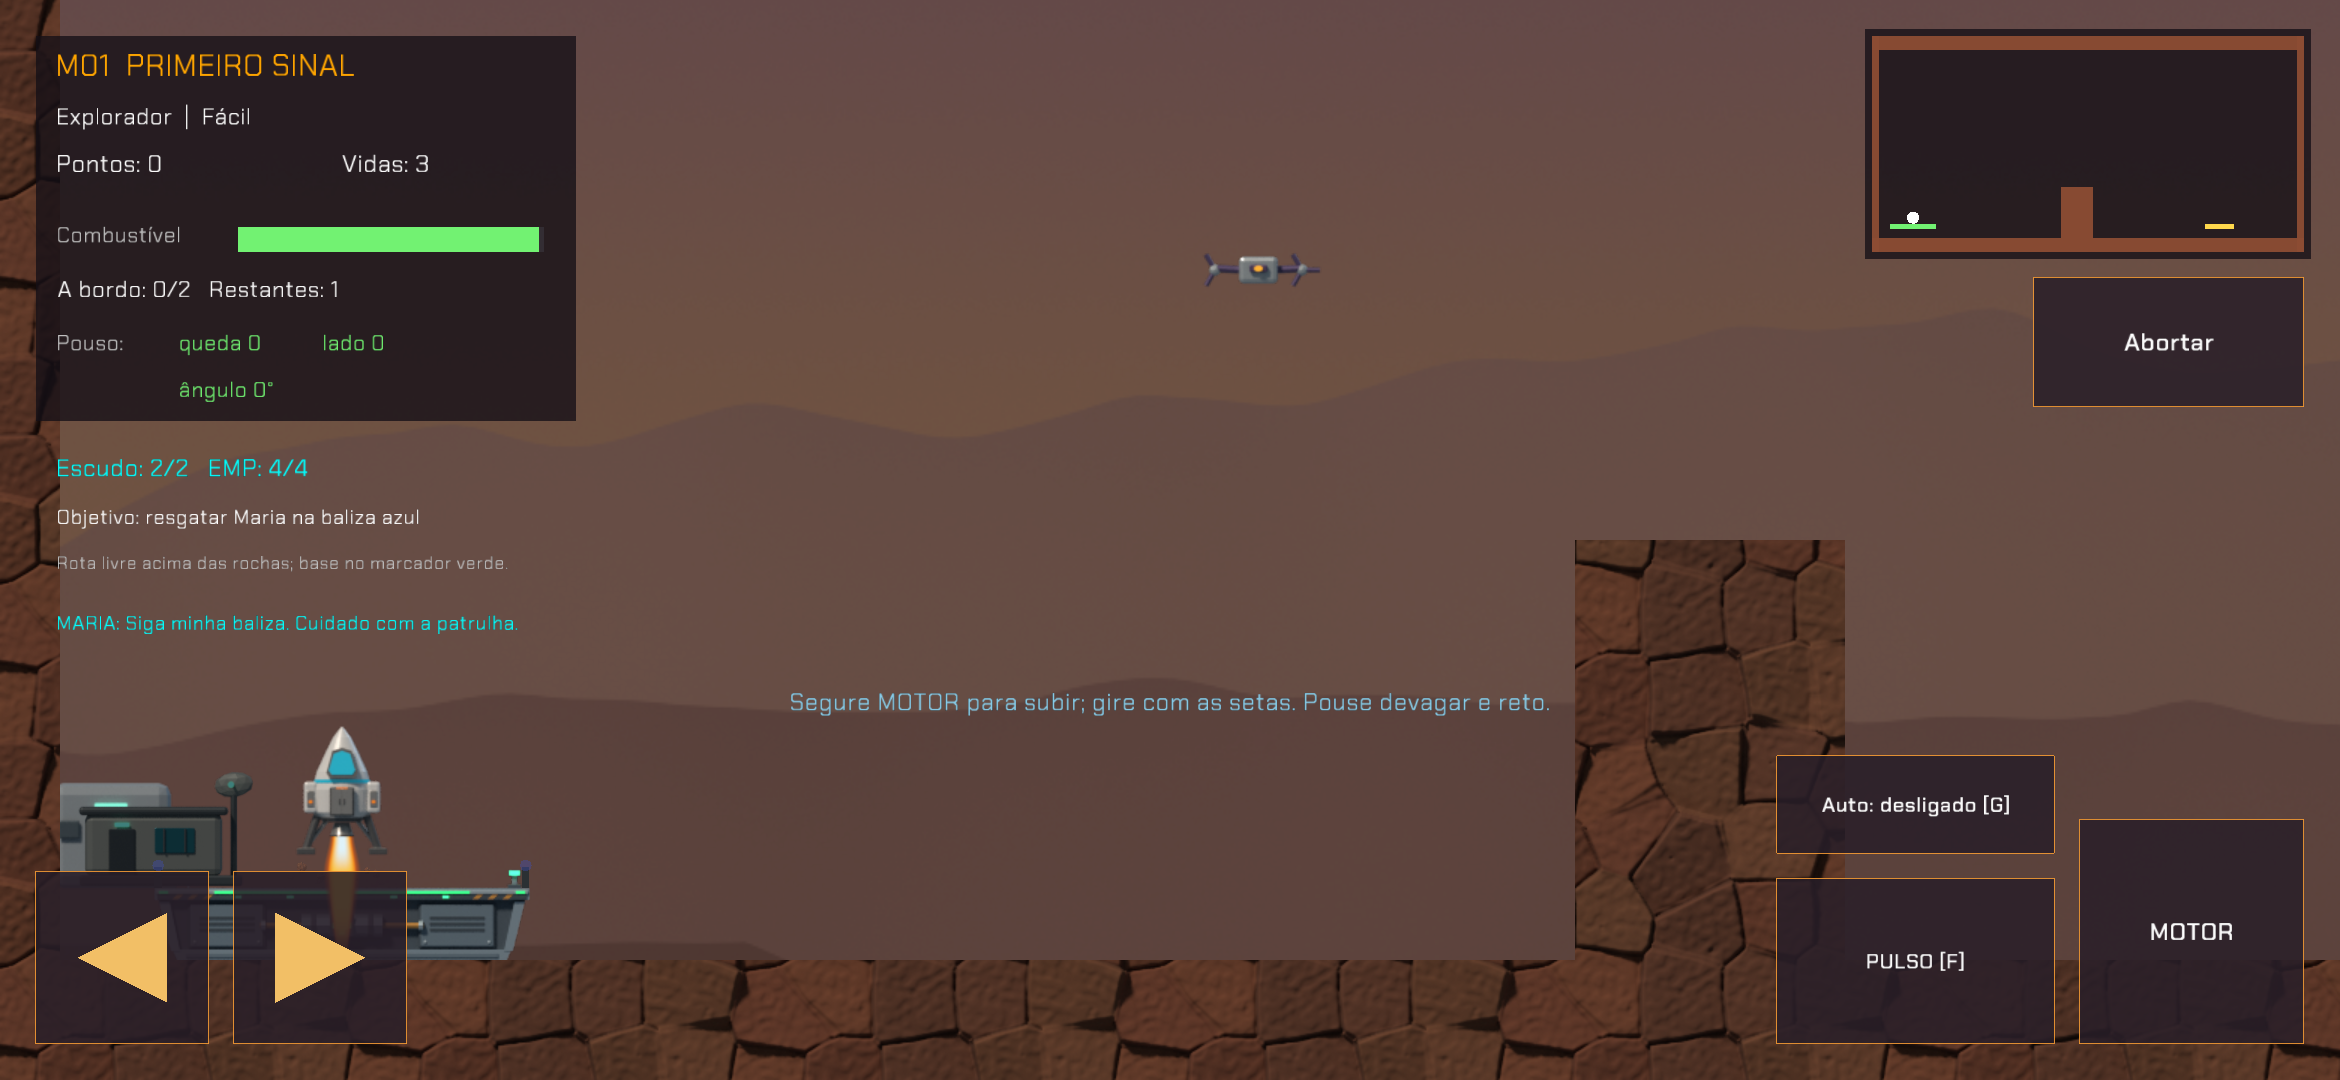 M01 PRIMEIRO SINAL
Explorador | Fácil
Pontos: 0 Vidas: 3
Combustível
A bordo: 0/2 Restantes: 1
Pouso: queda 0 lado 0
ângulo 0°
Abortar
Escudo: 2/2 EMP: 4/4
Objetivo: resgatar Maria na baliza azul
Rota livre acima das rochas; base no marcador verde.
MARIA: Siga minha baliza. Cuidado com a patrulha.
Segure MOTOR para subir; gire com as setas. Pouse devagar e reto.
Auto: desligado [G]
PULSO [F]
MOTOR